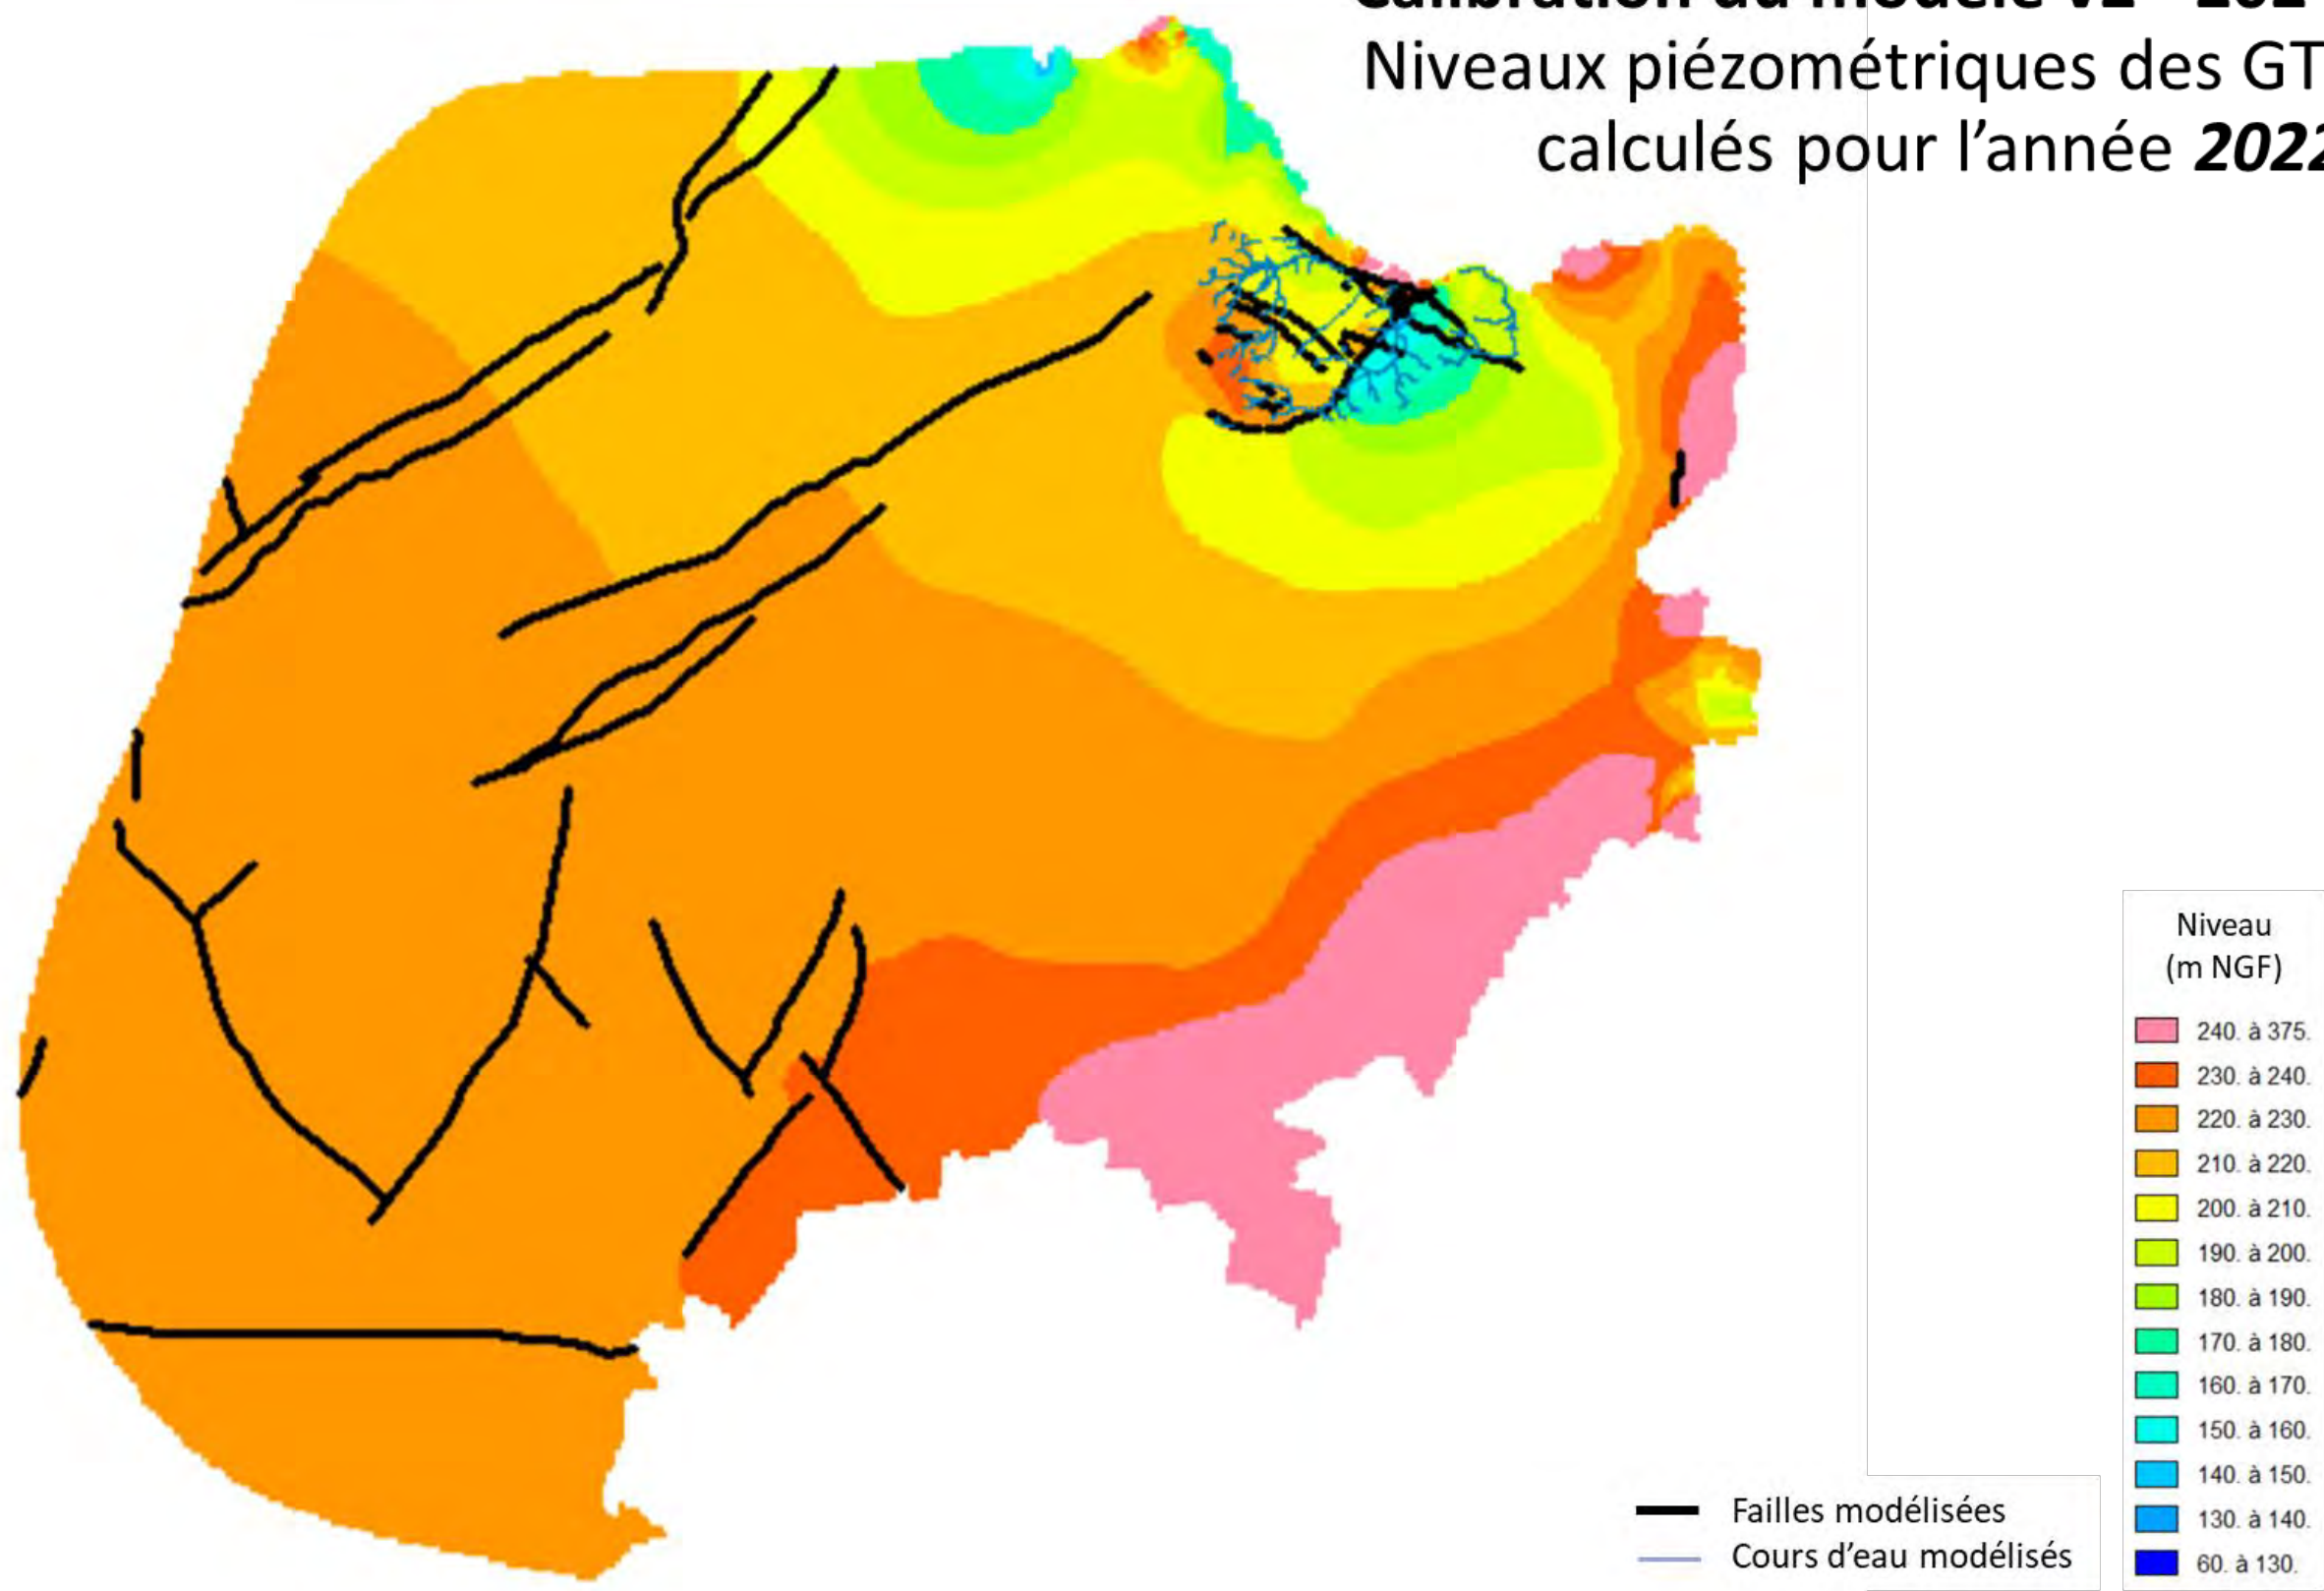 Niveaux piézométriques des GT
calculés pour l’année 2022
Niveau
(m NGF)
240. à 375.
230. à 240.
220. à 230.
210. à 220.
200. à 210.
190. à 200.
180. à 190.
170. à 180.
160. à 170.
150. à 160.
140. à 150.
130. à 140.
60. à 130.
Failles modélisées
Cours d’eau modélisés